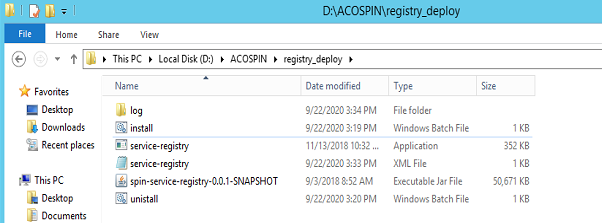 D:\ACOSPIN\registry_deploy
File Home Share View
This PC Local Disk (D:) ACOSPIN registry_deploy
Favorites
Desktop
Downloads
Recent places
This PC
Desktop
Documents
Name Date modified Type Size
log 9/22/2020 3:34 PM File folder
install 9/22/2020 3:19 PM Windows Batch File 1 KB
service-registry 11/13/2018 10:32 ... Application 352 KB
service-registry 9/22/2020 3:33 PM XML File 1 KB
spin-service-registry-0.0.1-SNAPSHOT 9/3/2018 8:52 AM Executable Jar File 50,671 KB
unistall 9/22/2020 3:20 PM Windows Batch File 1 KB